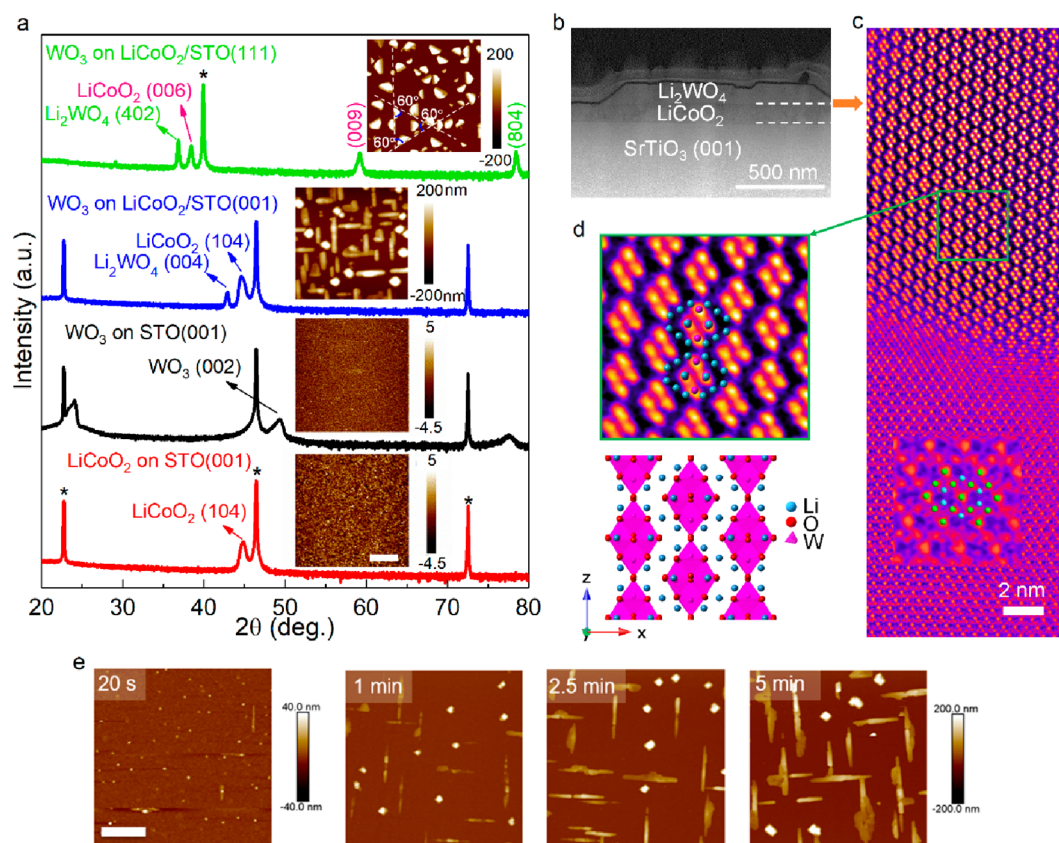 a
WO3 on LiCoO2/STO(111)
*
LiCoO2 (006)
Li2WO4 (402)
60°
60°
60°
200
-200
(009)
(804)
WO3 on LiCoO2/STO(001)
LiCoO2 (104)
Li2WO4 (004)
200nm
-200nm
WO3 on STO(001)
WO3 (002)
5
-4.5
LiCoO2 on STO(001)
*
*
*
LiCoO2 (104)
5
-4.5
Intensity (a.u.)
20
30
40
50
60
70
80
2θ (deg.)
b
Li2WO4
LiCoO2
SrTiO3 (001)
500 nm
c
2 nm
d
Li
O
W
z
y
x
e
20 s
40.0 nm
-40.0 nm
1 min
2.5 min
5 min
200.0 nm
-200.0 nm